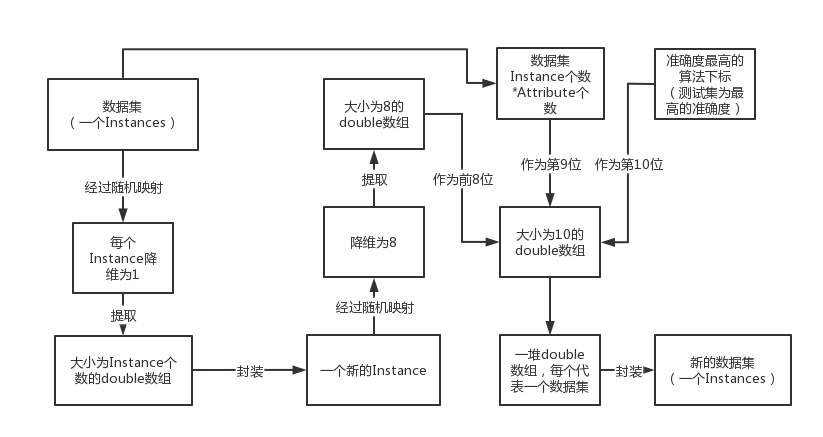 数据集
（一个Instances）
经过随机映射
每个
Instance降
维为1
提取
大小为Instance个
数的double数组
封装
一个新的Instance
经过随机映射
降维为8
提取
大小为8的
double数组
作为前8位
数据集
Instance个数
*Attribute个
数
作为第9位
准确度最高的
算法下标
（测试集为最
高的准确度）
作为第10位
大小为10的
double数组
一堆double
数组，每个代
表一个数据集
封装
新的数据集
（一个Instances）